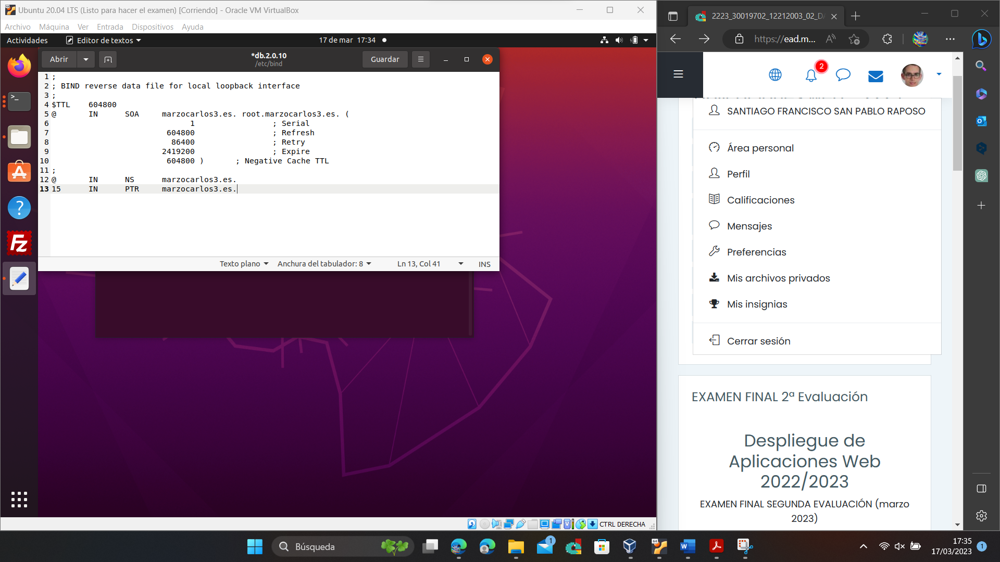 Ubuntu 20.04 LTS (Listo para hacer el examen) [Corriendo] - Oracle VM VirtualBox
Archivo Máquina Ver Entrada Dispositivos Ayuda
Actividades Editor de textos 17 de mar 17:34
Abrir *db.2.0.10 Guardar
/etc/bind
1 ;
2 ; BIND reverse data file for local loopback interface
3 ;
4 $TTL 604800
5 @ IN SOA marzocarlos3.es. root.marzocarlos3.es. (
6 1 ; Serial
7 604800 ; Refresh
8 86400 ; Retry
9 2419200 ; Expire
10 604800 ) ; Negative Cache TTL
11 ;
12 @ IN NS marzocarlos3.es.
13 15 IN PTR marzocarlos3.es.
Texto plano Anchura del tabulador: 8 Ln 13, Col 41 INS
CTRL DERECHA
2223_30019702_12212003_02_D
https://ead.m...
2
SANTIAGO FRANCISCO SAN PABLO RAPOSO
Área personal
Perfil
Calificaciones
Mensajes
Preferencias
Mis archivos privados
Mis insignias
Cerrar sesión
EXAMEN FINAL 2ª Evaluación
Despliegue de
Aplicaciones Web
2022/2023
EXAMEN FINAL SEGUNDA EVALUACIÓN (marzo
2023)
Búsqueda
1
17:35
17/03/2023
1